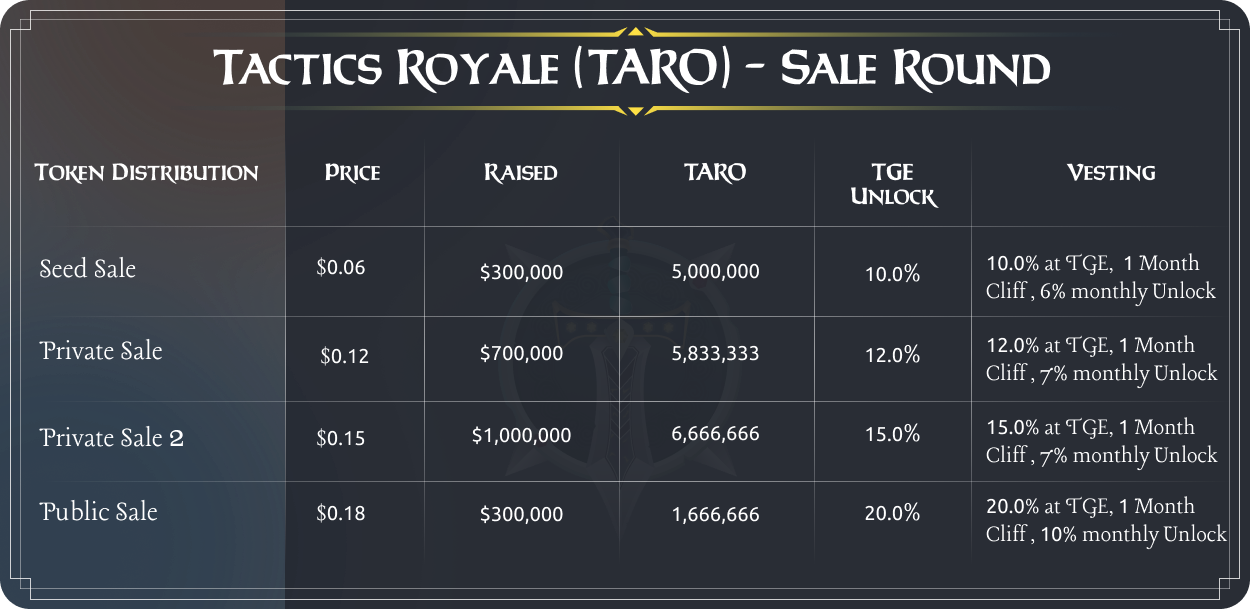 Tactics Royale (TARO) - Sale Round
Token Distribution Price Raised TARO TGE Unlock Vesting
Seed Sale $0.06 $300,000 5,000,000 10.0% 10.0% at TGE, 1 Month
Cliff , 6% monthly Unlock
Private Sale $0.12 $700,000 5,833,333 12.0% 12.0% at TGE, 1 Month
Cliff , 7% monthly Unlock
Private Sale 2 $0.15 $1,000,000 6,666,666 15.0% 15.0% at TGE, 1 Month
Cliff , 7% monthly Unlock
Public Sale $0.18 $300,000 1,666,666 20.0% 20.0% at TGE, 1 Month
Cliff , 10% monthly Unlock